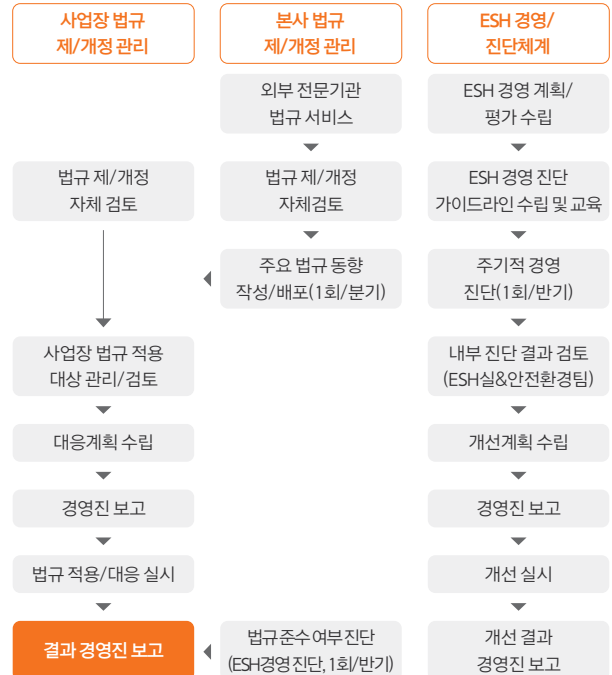 사업장 법규
제/개정 관리
법규 제/개정
자체 검토
사업장 법규 적용
대상 관리/검토
대응계획 수립
경영진 보고
법규 적용/대응 실시
결과 경영진 보고
본사 법규
제/개정 관리
외부 전문기관
법규 서비스
법규 제/개정
자체검토
주요 법규 동향
작성/배포(1회/분기)
법규 준수 여부 진단
(ESH경영 진단, 1회/반기)
ESH 경영/
진단체계
ESH 경영 계획/
평가 수립
ESH 경영 진단
가이드라인 수립 및 교육
주기적 경영
진단(1회/반기)
내부 진단 결과 검토
(ESH실&안전환경팀)
개선계획 수립
경영진 보고
개선 실시
개선 결과
경영진 보고